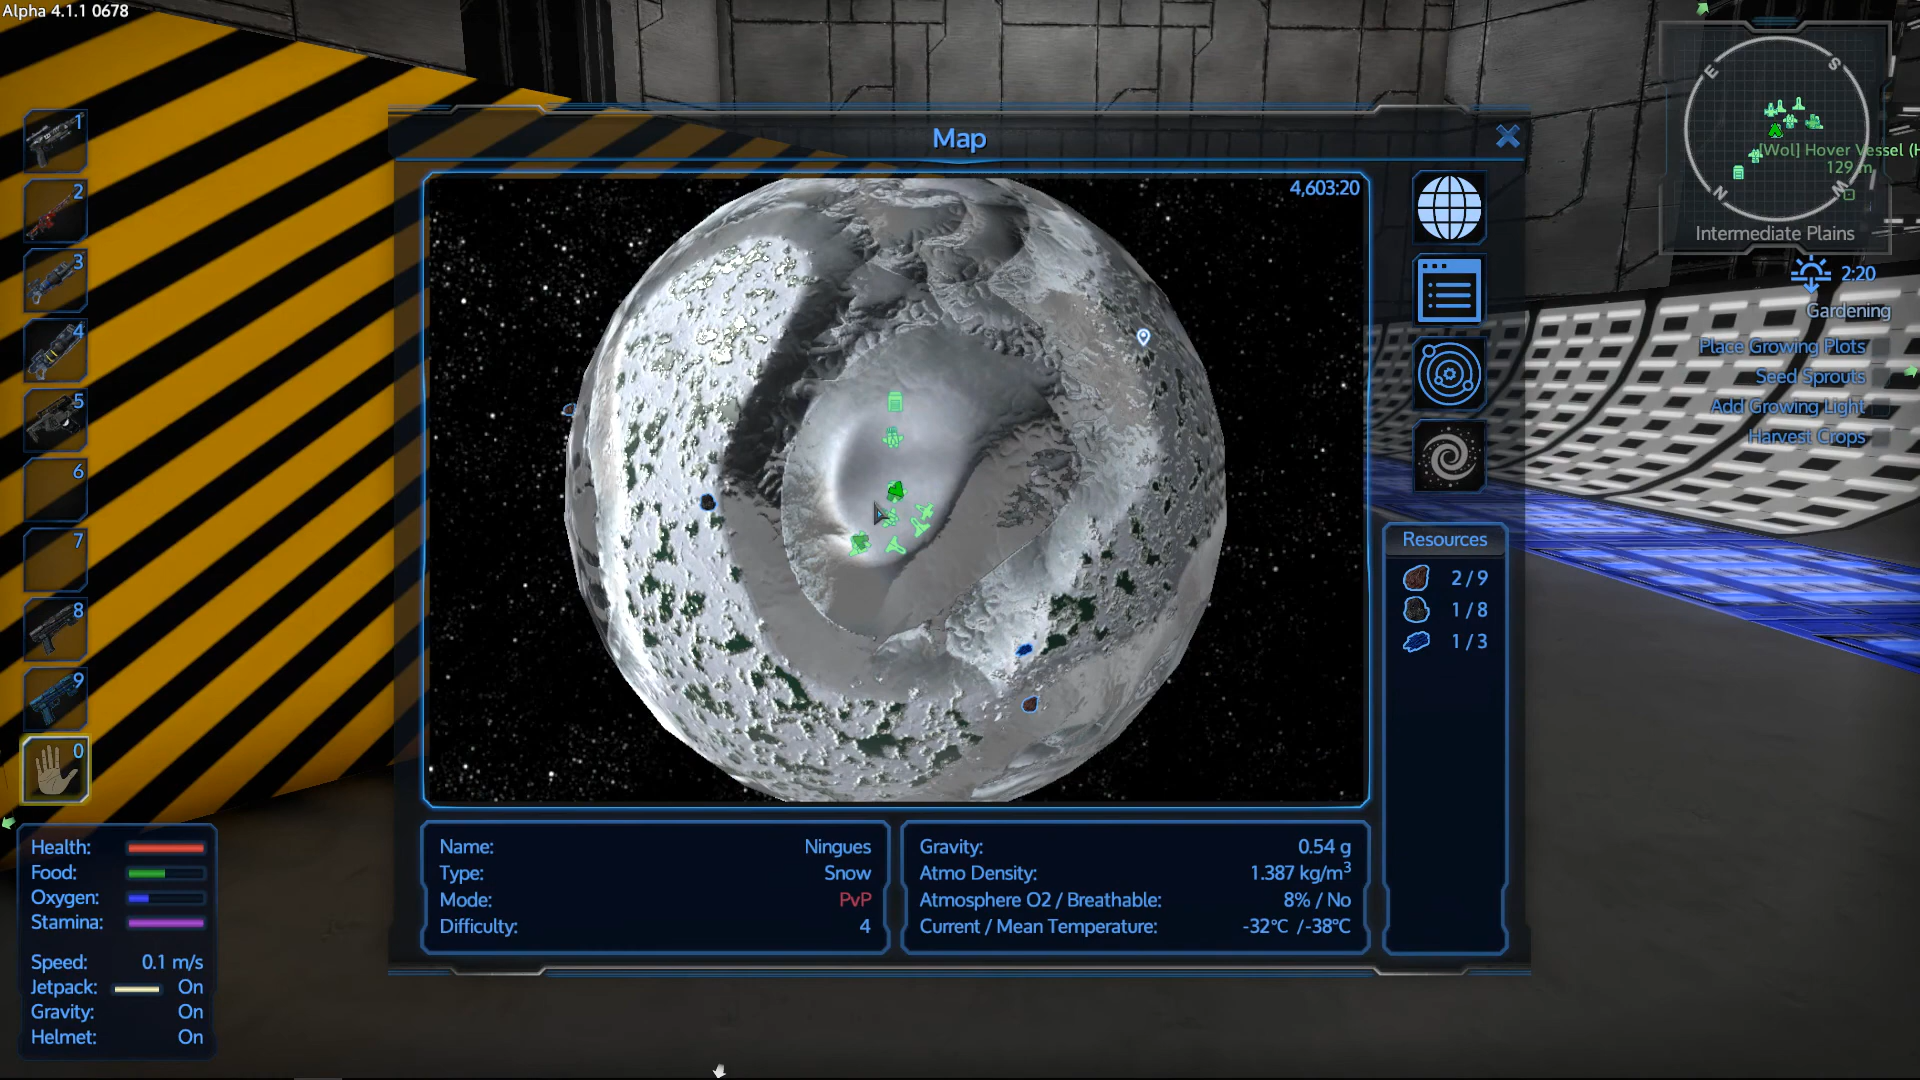 Alpha 4.1.1 0678
1
2
3
4
5
6
7
8
9
0
Map
4,603:20
E
S
N
W
[Wol] Hover Vessel (H
129 m
Intermediate Plains
2:20
Gardening
Place Growing Plots
Seed Sprouts
Add Growing Light
Harvest Crops
Resources
2/9
1/8
1/3
Health:
Food:
Oxygen:
Stamina:
Speed: 0.1 m/s
Jetpack: On
Gravity: On
Helmet: On
Name: Ningues
Type: Snow
Mode: PvP
Difficulty: 4
Gravity: 0.54 g
Atmo Density: 1.387 kg/m³
Atmosphere O2 / Breathable: 8% / No
Current / Mean Temperature: -32°C /-38°C